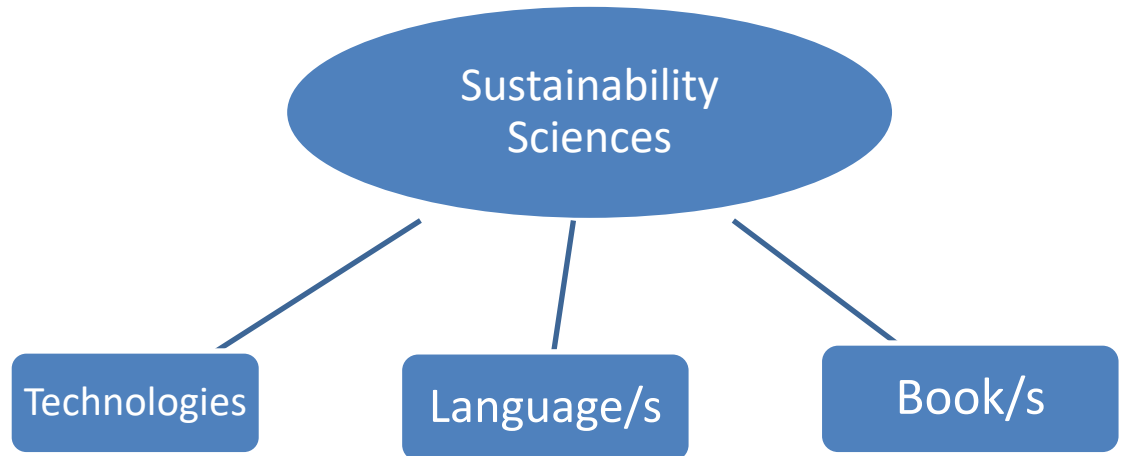 Sustainability
Sciences
Technologies
Language/s
Book/s